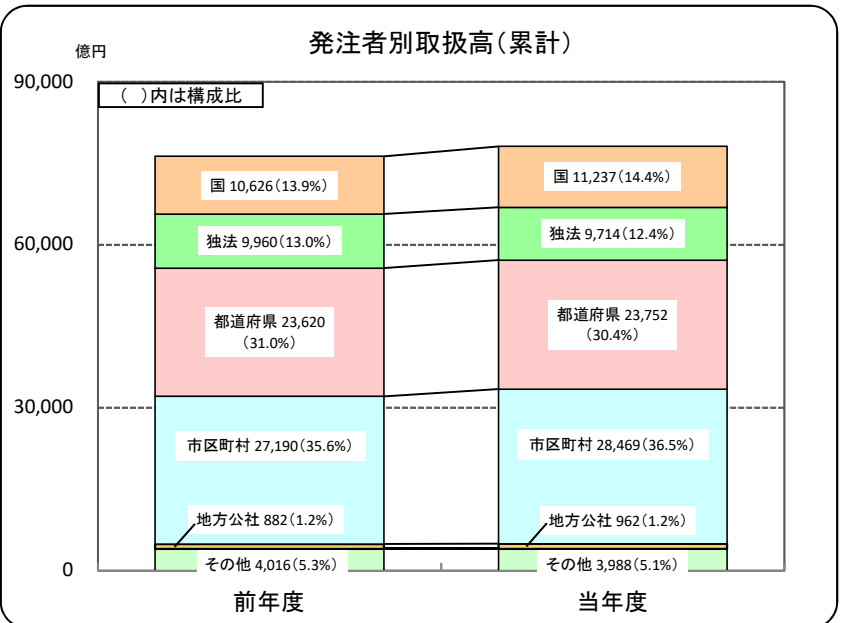 発注者別取扱高(累計)
億円
90,000
( )内は構成比
国 10,626(13.9%)
国 11,237(14.4%)
独法 9,960(13.0%)
独法 9,714(12.4%)
60,000
都道府県 23,620
(31.0%)
都道府県 23,752
(30.4%)
30,000
市区町村 27,190(35.6%)
市区町村 28,469(36.5%)
地方公社 882(1.2%)
地方公社 962(1.2%)
その他 4,016(5.3%)
その他 3,988(5.1%)
0
前年度
当年度